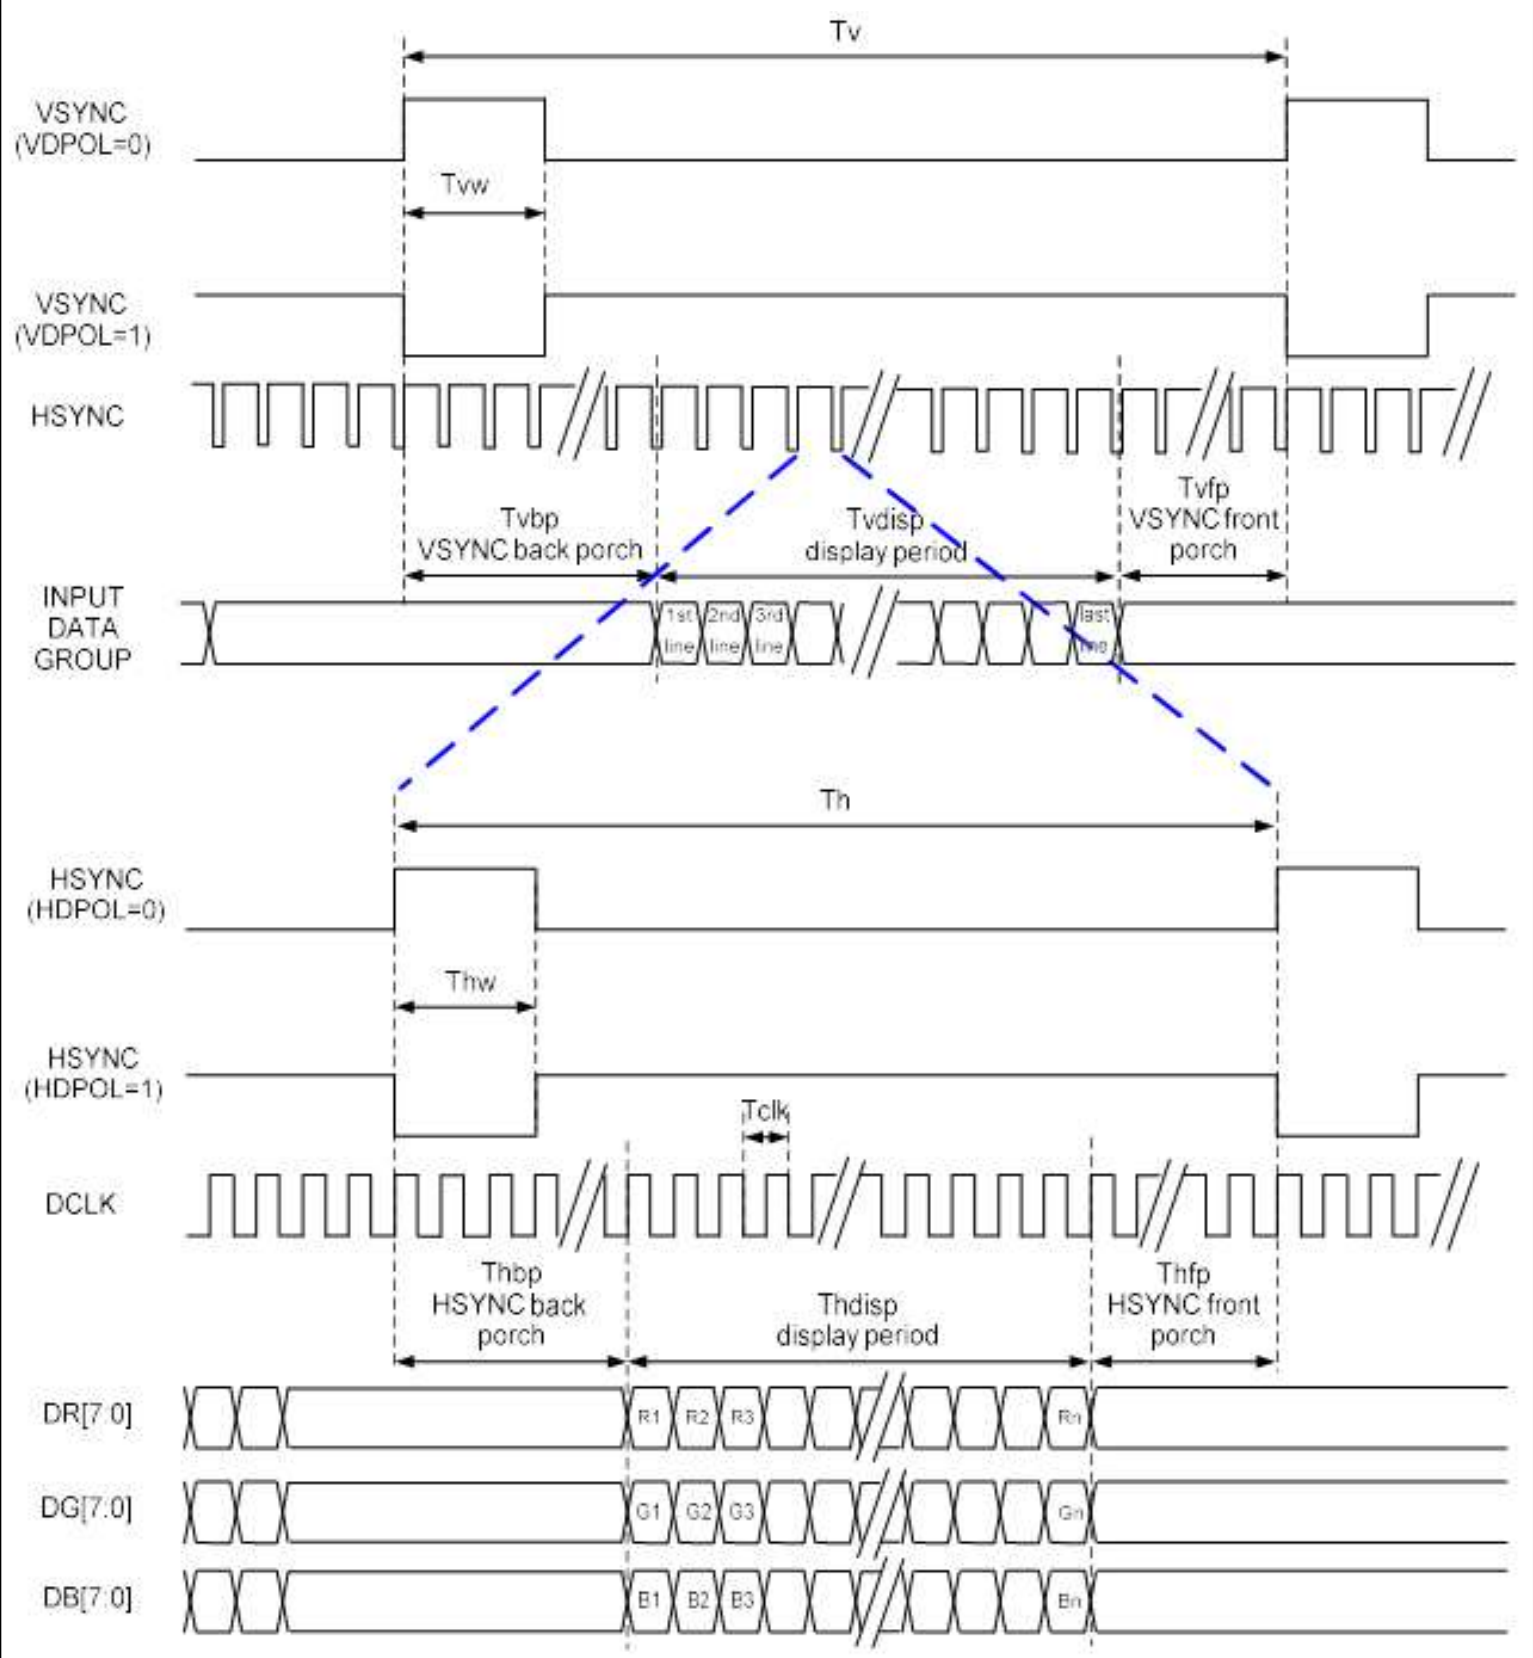 Tv
VSYNC
(VDPOL=0)
Tvw
VSYNC
(VDPOL=1)
HSYNC
Tvbp
VSYNC back porch
Tvdisp
display period
Tvfp
VSYNC front
porch
INPUT
DATA
GROUP
1st
line
2nd
line
3rd
line
last
line
Th
HSYNC
(HDPOL=0)
Thw
HSYNC
(HDPOL=1)
Tclk
DCLK
Thbp
HSYNC back
porch
Thdisp
display period
Thfp
HSYNC front
porch
DR[7:0]
R1 R2 R3 Rn
DG[7:0]
G1 G2 G3 Gn
DB[7:0]
B1 B2 B3 Bn